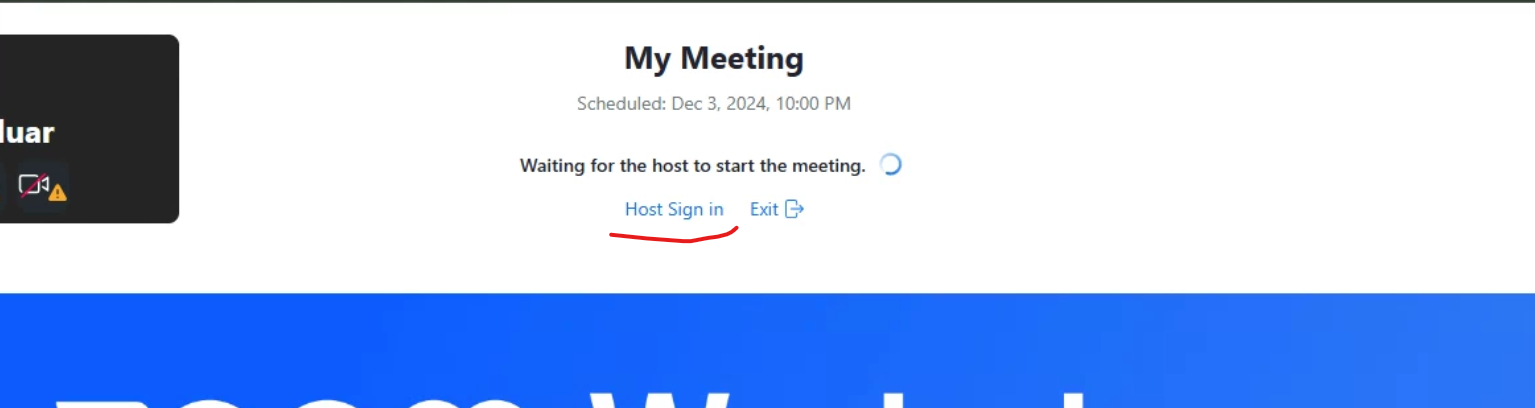 My Meeting
Scheduled: Dec 3, 2024, 10:00 PM
luar
Waiting for the host to start the meeting.
Host Sign in Exit